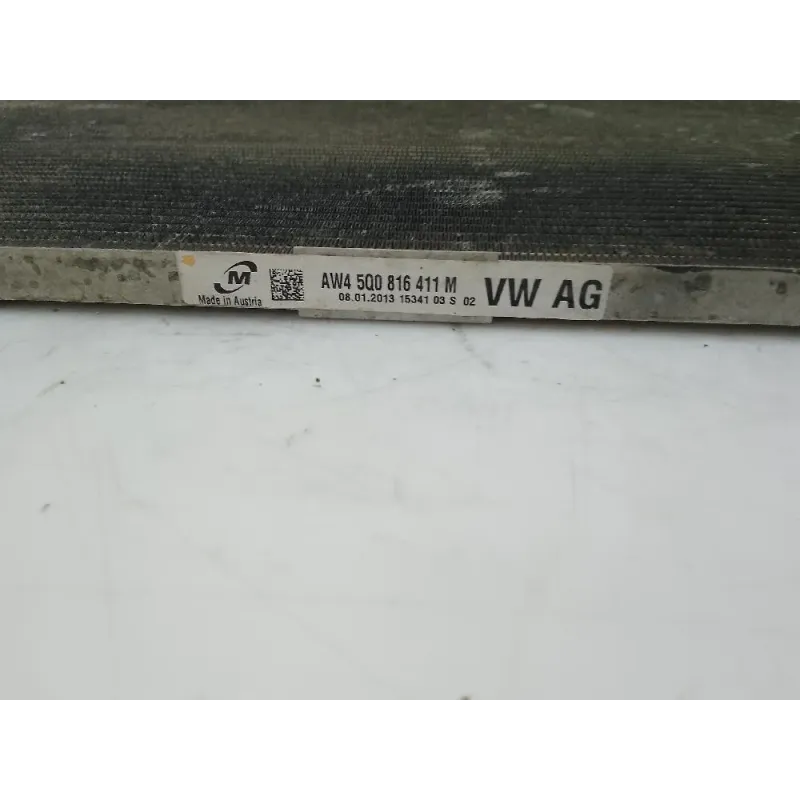 M
Made in Austria
AW4 5Q0 816 411 M
08.01.2013 15341 03 S 02
VW AG